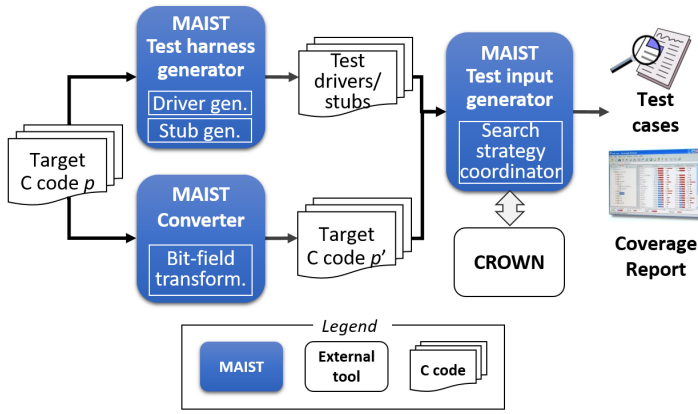 MAIST
Test harness
generator
Driver gen.
Stub gen.
Test
drivers/
stubs
MAIST
Test input
generator
Search
strategy
coordinator
Test
cases
Target
C code p
MAIST
Converter
Bit-field
transform.
Target
C code p'
CROWN
Coverage
Report
Legend
MAIST
External
tool
C code